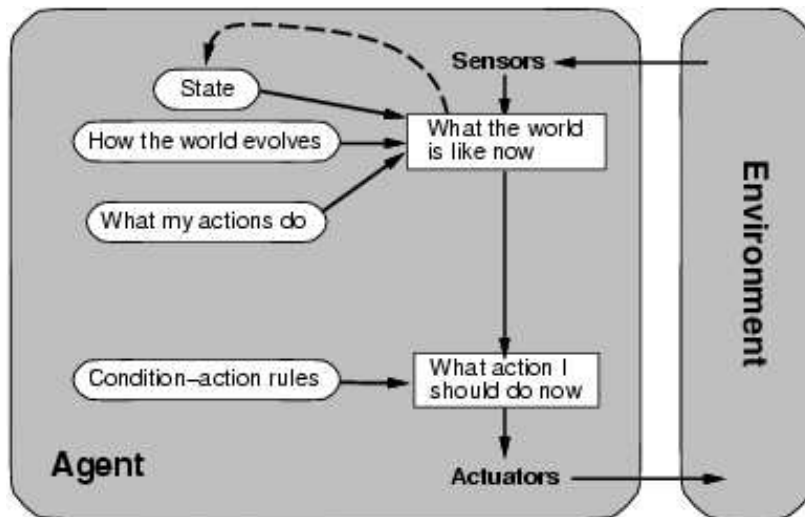 Sensors
State
What the world
is like now
How the world evolves
What my actions do
Environment
Condition–action rules
What action I
should do now
Agent
Actuators